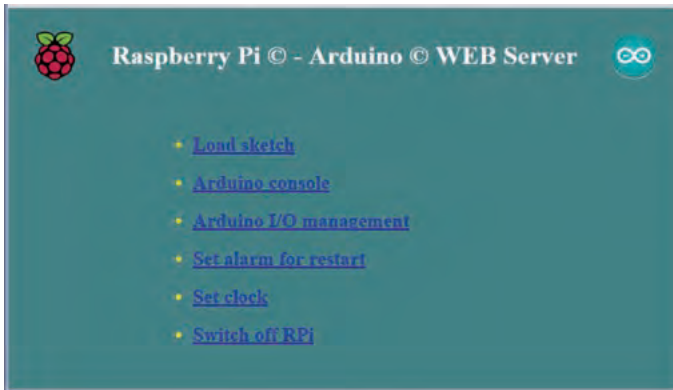 Raspberry Pi © - Arduino © WEB Server
Load sketch
Arduino console
Arduino I/O management
Set alarm for restart
Set clock
Switch off RPi